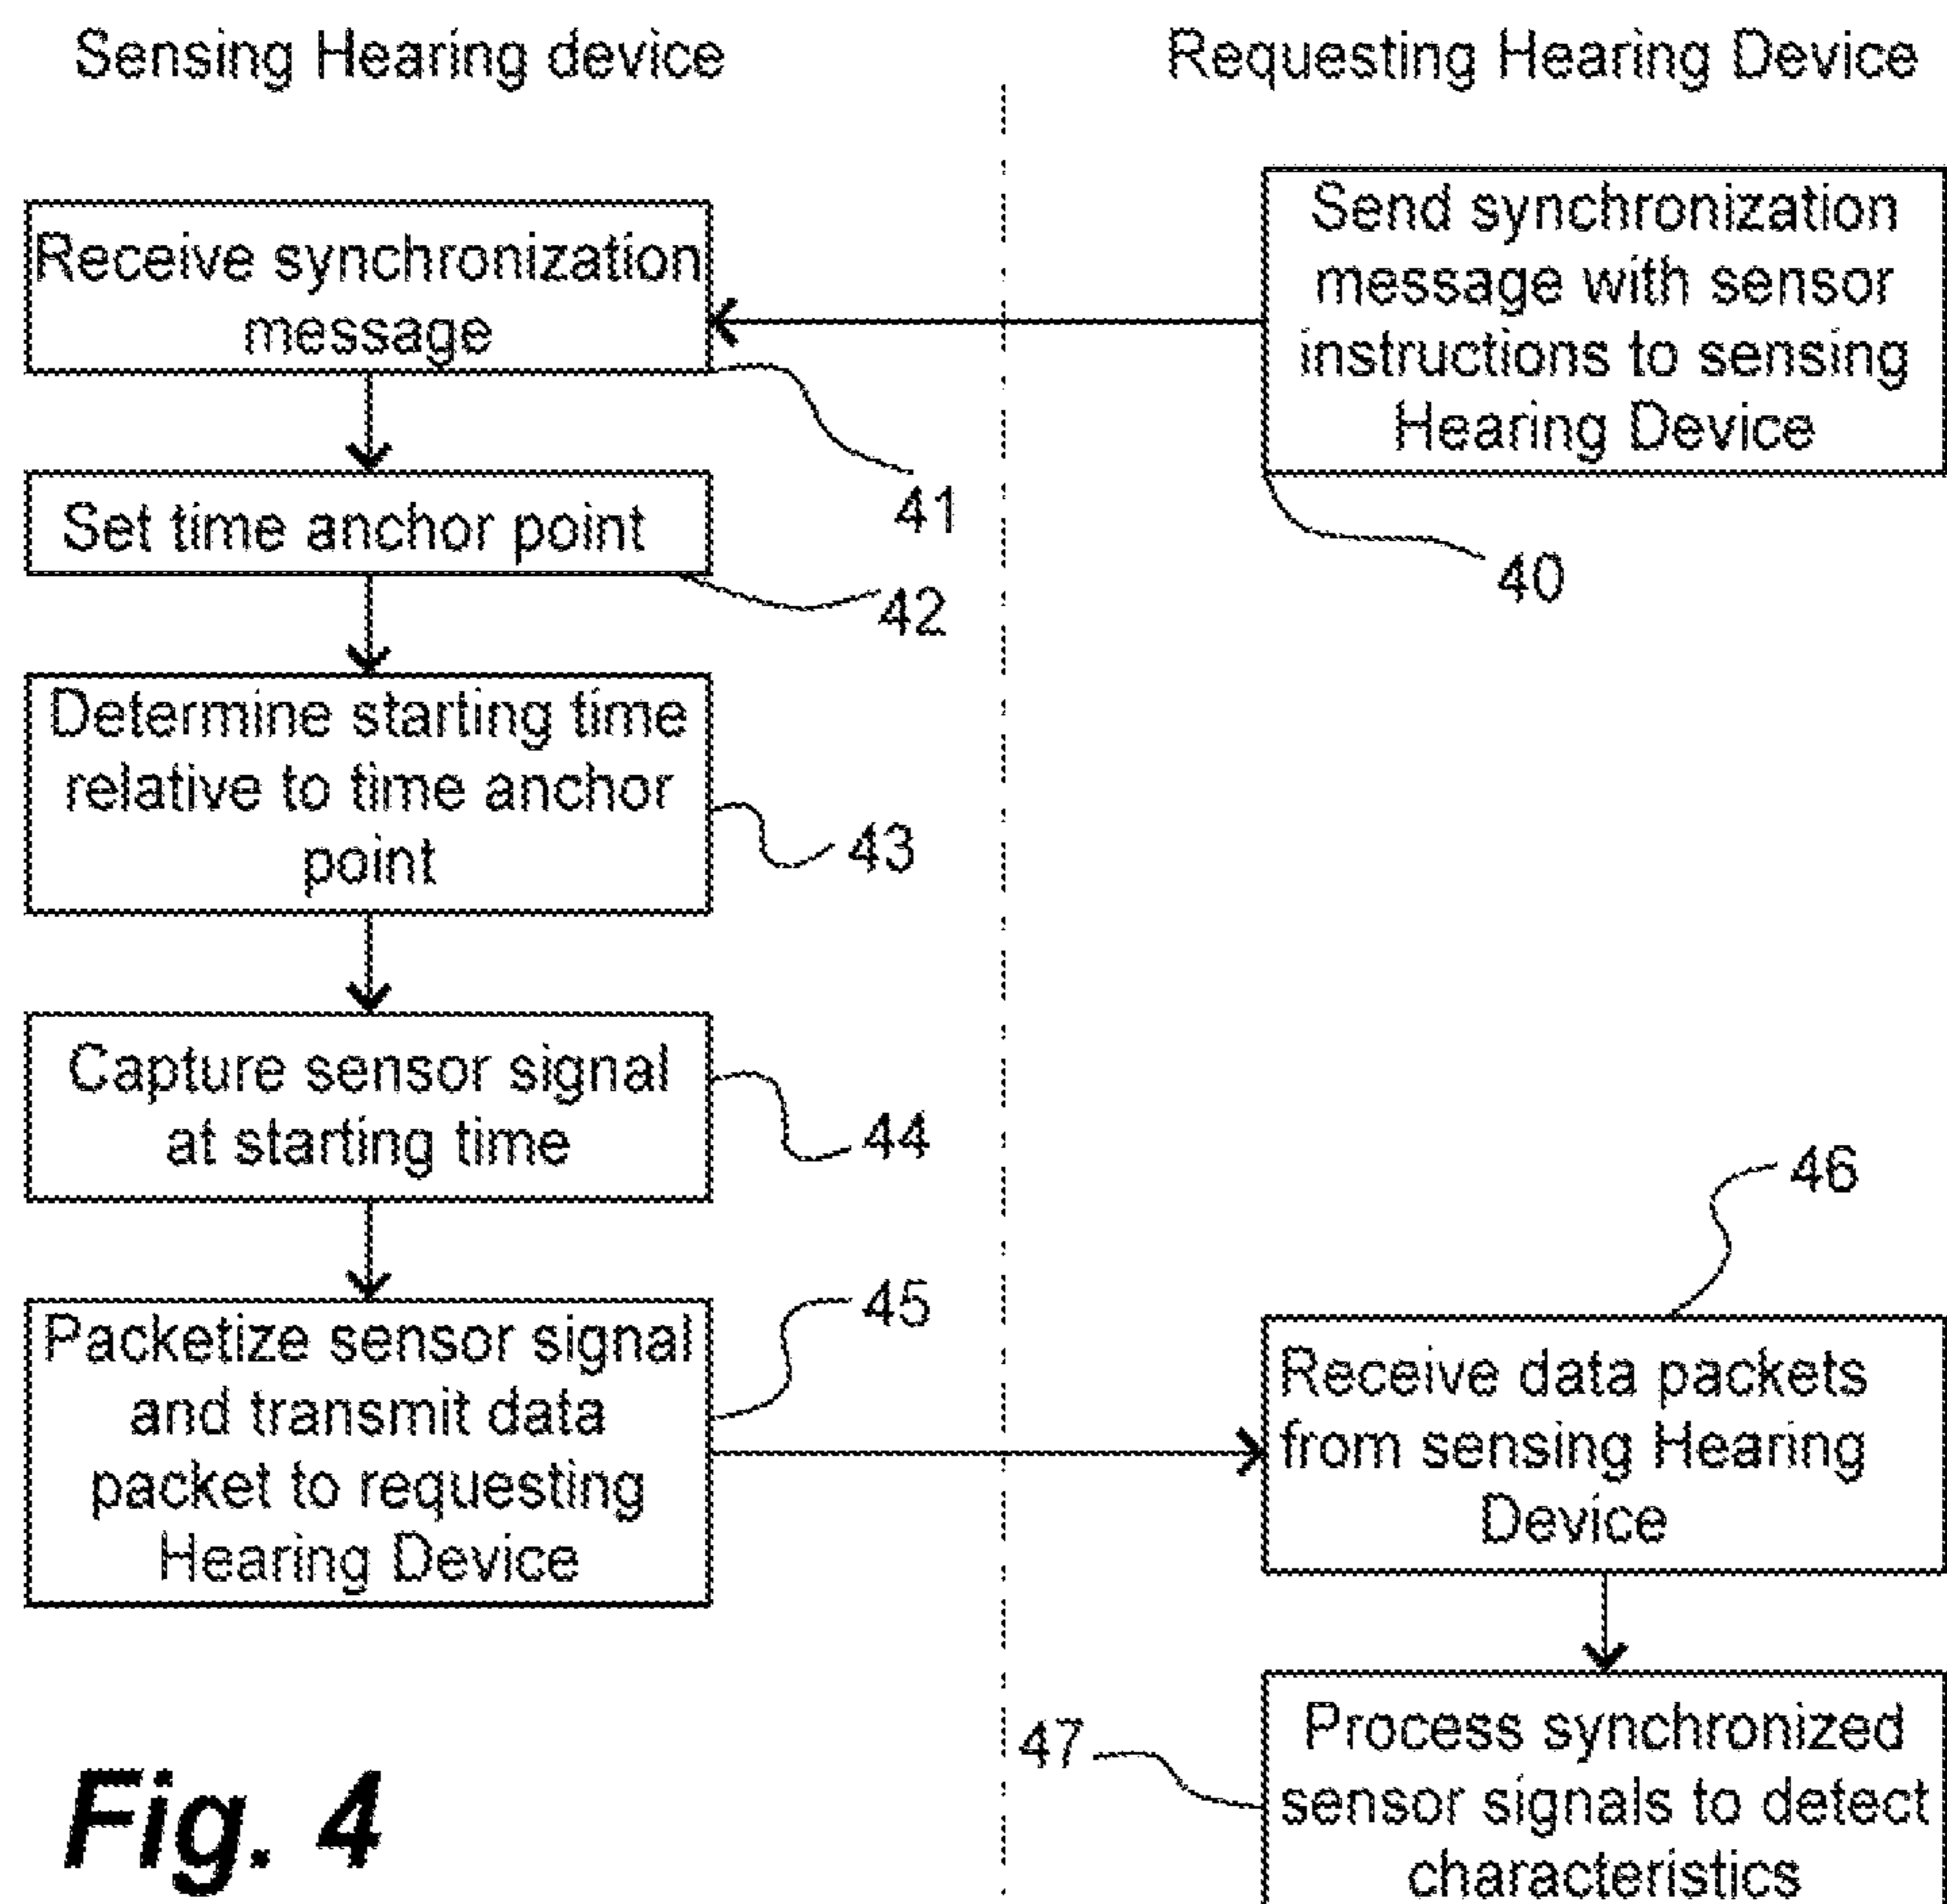 Sensing Hearing device
Requesting Hearing Device
Send synchronization
message with sensor
instructions to sensing
Hearing Device
40
Receive synchronization
message
41
Set time anchor point
42
Determine starting time
relative to time anchor
point
43
Capture sensor signal
at starting time
44
Packetize sensor signal
and transmit data
packet to requesting
Hearing Device
45
46
Receive data packets
from sensing Hearing
Device
47
Process synchronized
sensor signals to detect
characteristics
Fig. 4